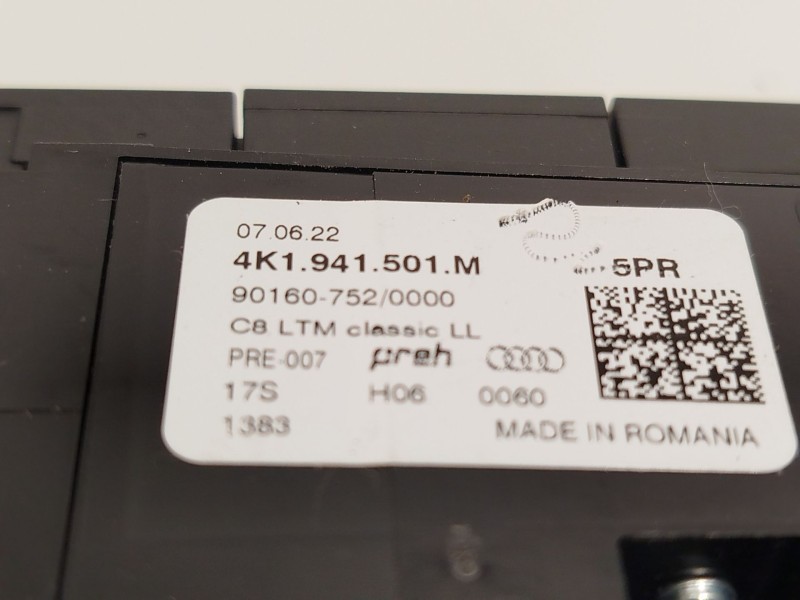 07.06.22
4K1.941.501.M 5PR
90160-752/0000
C8 LTM classic LL
PRE-007 preh
17S H06 0060
1383 MADE IN ROMANIA